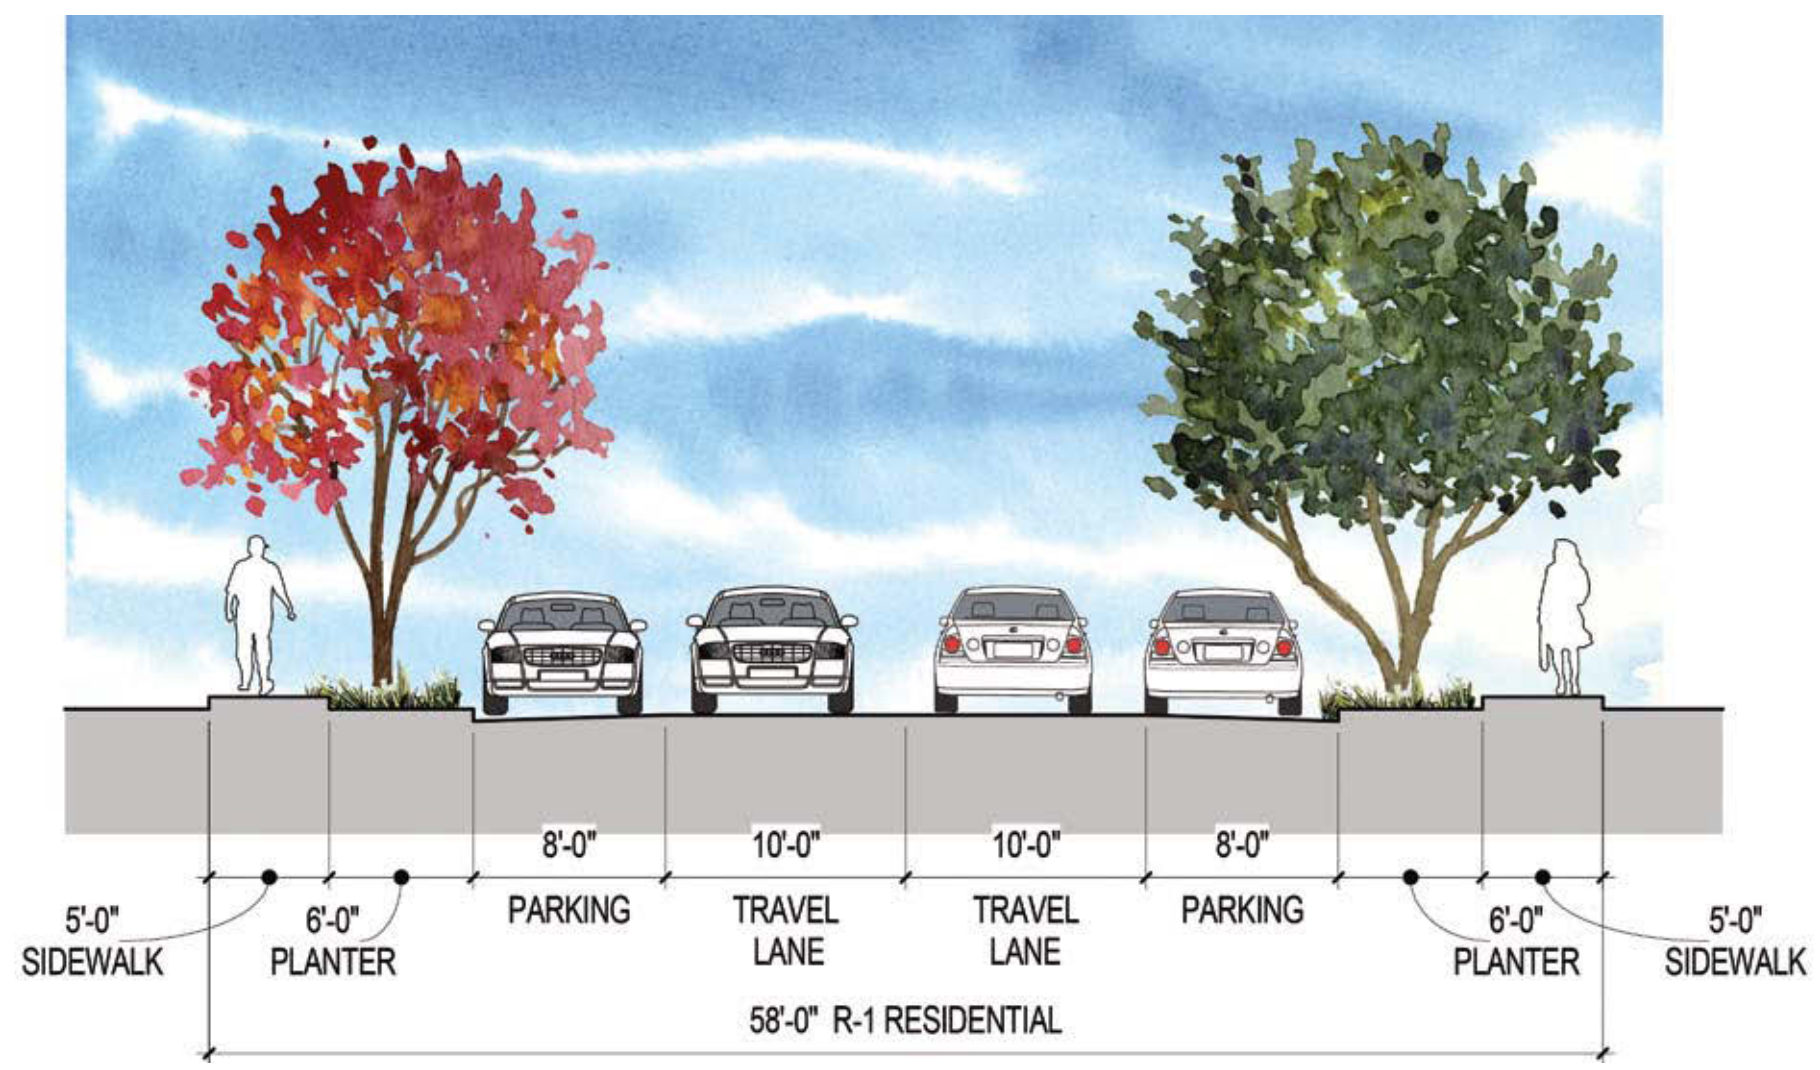 8'-0"
10'-0"
10'-0"
8'-0"
5'-0"
SIDEWALK
6'-0"
PLANTER
PARKING
TRAVEL
LANE
TRAVEL
LANE
PARKING
6'-0"
PLANTER
5'-0"
SIDEWALK
58'-0" R-1 RESIDENTIAL